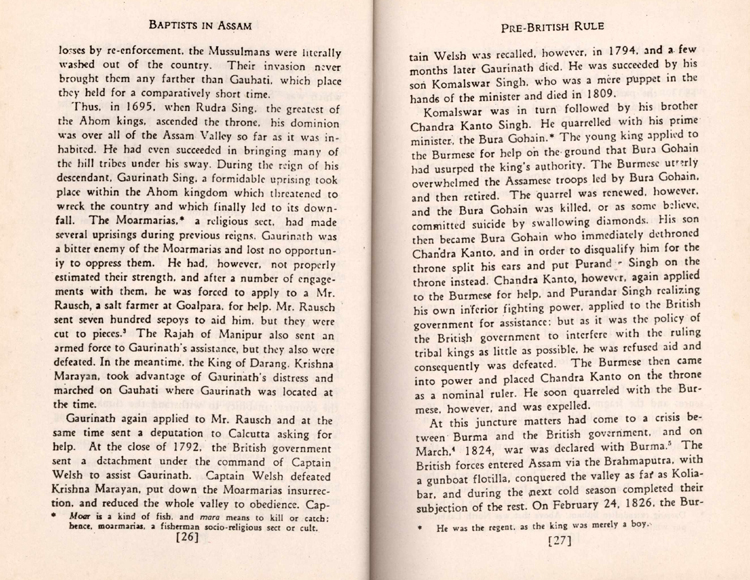 BAPTISTS IN ASSAM
losses by re-enforcement, the Mussulmans were literally
washed out of the country. Their invasion never
brought them any farther than Gauhati, which place
they held for a comparatively short time.
Thus, in 1695, when Rudra Sing, the greatest of
the Ahom kings, ascended the throne, his dominion
was over all of the Assam Valley so far as it was in-
habited. He had even succeeded in bringing many of
the hill tribes under his sway. During the reign of his
descendant, Gaurinath Sing, a formidable uprising took
place within the Ahom kingdom which threatened to
wreck the country and which finally led to its down-
fall. The Moarmarias,* a religious sect, had made
several uprisings during previous reigns. Gaurinath was
a bitter enemy of the Moarmarias and lost no opportun-
iy to oppress them. He had, however, not properly
estimated their strength, and after a number of engage-
ments with them, he was forced to apply to a Mr.
Rausch, a salt farmer at Goalpara, for help. Mr. Rausch
sent seven hundred sepoys to aid him, but they were
cut to pieces.³ The Rajah of Manipur also sent an
armed force to Gaurinath's assistance, but they also were
defeated. In the meantime, the King of Darang, Krishna
Marayan, took advantage of Gaurinath's distress and
marched on Gauhati where Gaurinath was located at
the time.
Gaurinath again applied to Mr. Rausch and at the
same time sent a deputation to Calcutta asking for
help. At the close of 1792, the British government
sent a detachment under the command of Captain
Welsh to assist Gaurinath. Captain Welsh defeated
Krishna Marayan, put down the Moarmarias insurrec-
tion, and reduced the whole valley to obedience. Cap-
* Moar is a kind of fish, and mara means to kill or catch;
hence, moarmarias, a fisherman socio-religious sect or cult.
[26]
PRE-BRITISH RULE
tain Welsh was recalled, however, in 1794, and a few
months later Gaurinath died. He was succeeded by his
son Komalswar Singh, who was a mere puppet in the
hands of the minister and died in 1809.
Komalswar was in turn followed by his brother
Chandra Kanto Singh. He quarrelled with his prime
minister, the Bura Gohain.* The young king applied to
the Burmese for help on the ground that Bura Gohain
had usurped the king's authority. The Burmese utterly
overwhelmed the Assamese troops led by Bura Gohain,
and then retired. The quarrel was renewed, however,
and the Bura Gohain was killed, or as some believe,
committed suicide by swallowing diamonds. His son
then became Bura Gohain who immediately dethroned
Chandra Kanto, and in order to disqualify him for the
throne split his ears and put Purand r Singh on the
throne instead. Chandra Kanto, however, again applied
to the Burmese for help, and Purandar Singh realizing
his own inferior fighting power, applied to the British
government for assistance; but as it was the policy of
the British government to interfere with the ruling
tribal kings as little as possible, he was refused aid and
consequently was defeated. The Burmese then came
into power and placed Chandra Kanto on the throne
as a nominal ruler. He soon quarreled with the Bur-
mese, however, and was expelled.
At this juncture matters had come to a crisis be-
tween Burma and the British government, and on
March,⁴ 1824, war was declared with Burma.⁵ The
British forces entered Assam via the Brahmaputra, with
a gunboat flotilla, conquered the valley as far as Kolia-
bar, and during the next cold season completed their
subjection of the rest. On February 24, 1826, the Bur-
* He was the regent, as the king was merely a boy.
[27]